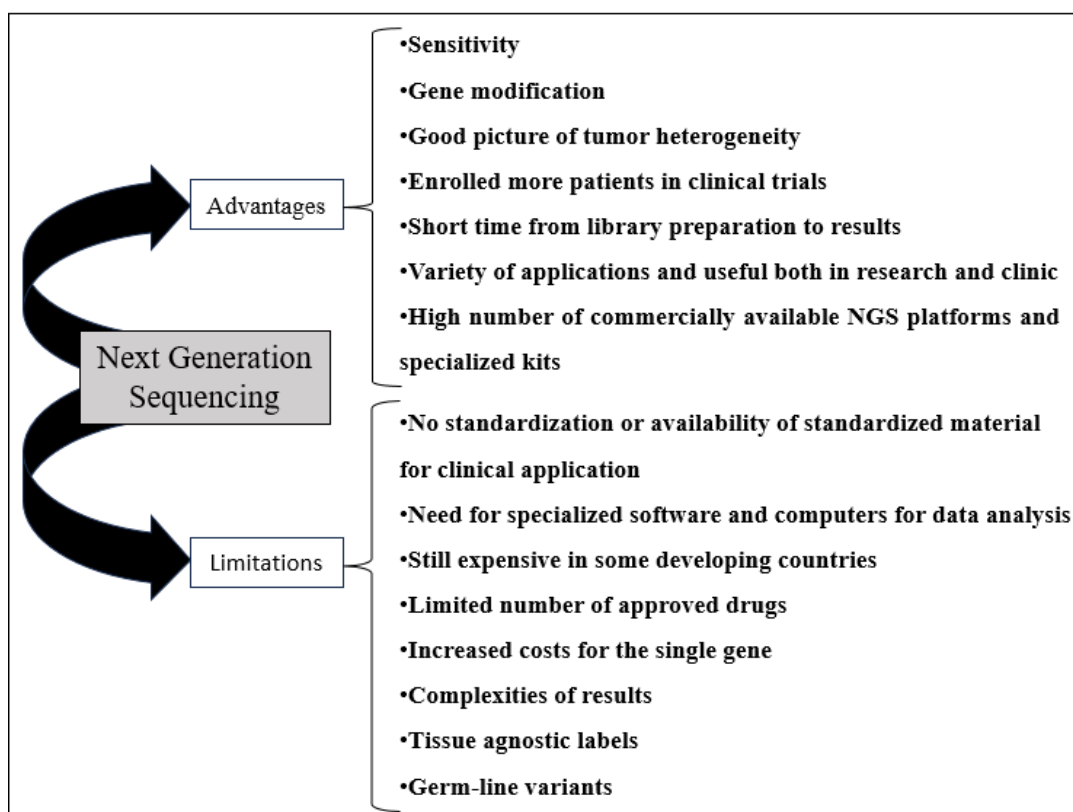 •Sensitivity
•Gene modification
•Good picture of tumor heterogeneity
•Enrolled more patients in clinical trials
Advantages
•Short time from library preparation to results
•Variety of applications and useful both in research and clinic
•High number of commercially available NGS platforms and
specialized kits
Next Generation
Sequencing
•No standardization or availability of standardized material
for clinical application
•Need for specialized software and computers for data analysis
•Still expensive in some developing countries
Limitations
•Limited number of approved drugs
•Increased costs for the single gene
•Complexities of results
•Tissue agnostic labels
•Germ-line variants